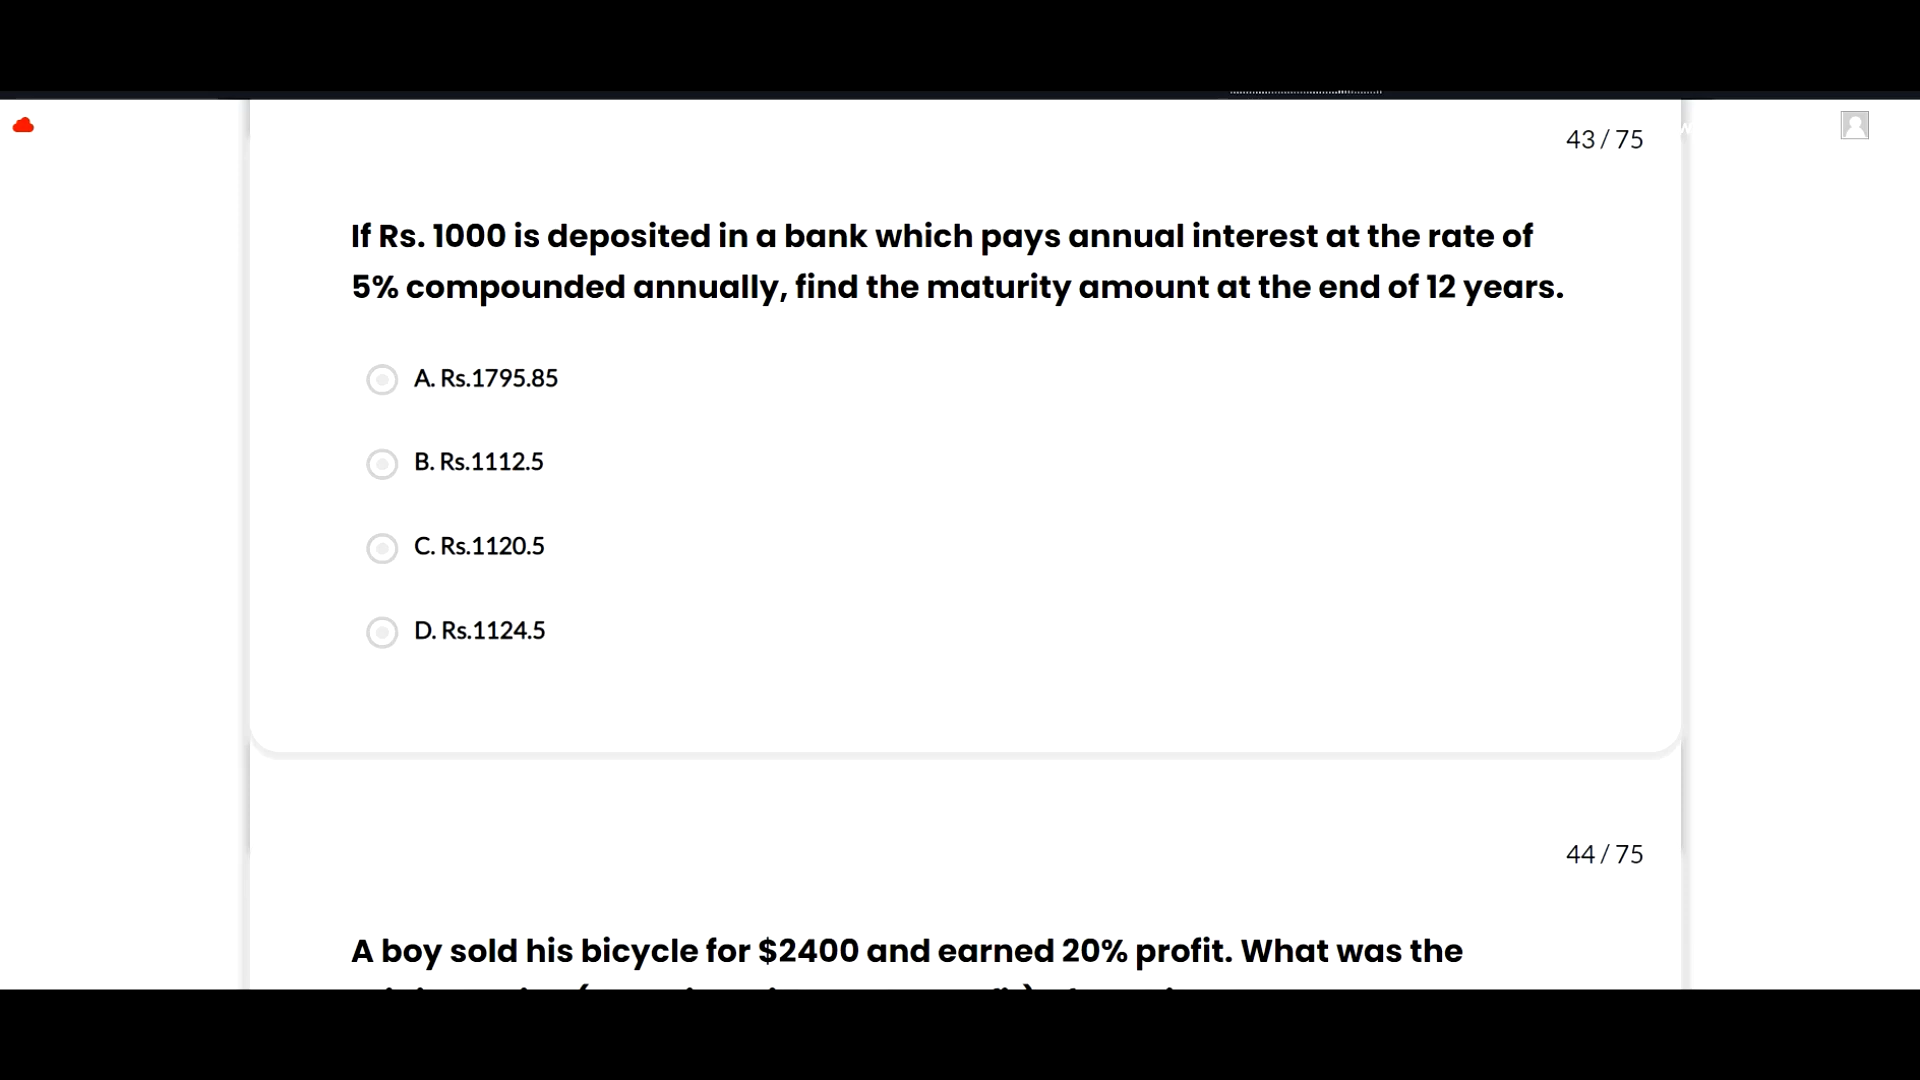 43 / 75
If Rs. 1000 is deposited in a bank which pays annual interest at the rate of
5% compounded annually, find the maturity amount at the end of 12 years.
A. Rs.1795.85
B. Rs.1112.5
C. Rs.1120.5
D. Rs.1124.5
44 / 75
A boy sold his bicycle for $2400 and earned 20% profit. What was the